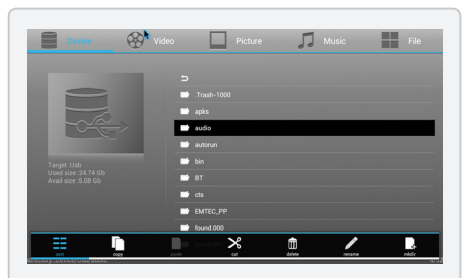 Device
Video
Picture
Music
File
.Trash-1000
apks
audio
autorun
bin
BT
cts
EMTEC_PP
found.000
Target :Usb
Used size :24.74 Gb
Avail size :5.08 Gb
sort
copy
paste
cut
delete
rename
mkdir